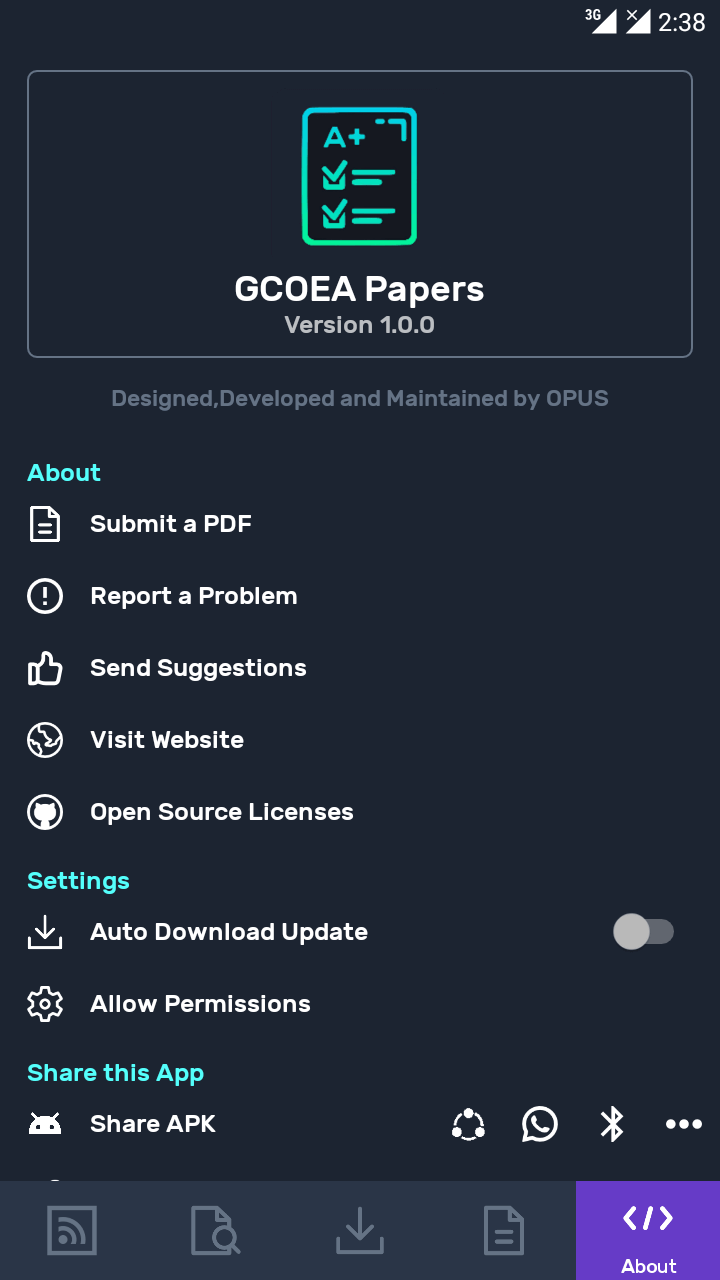 3G 2:38
A+
GCOEA Papers
Version 1.0.0
Designed,Developed and Maintained by OPUS
About
Submit a PDF
Report a Problem
Send Suggestions
Visit Website
Open Source Licenses
Settings
Auto Download Update
Allow Permissions
Share this App
Share APK
About